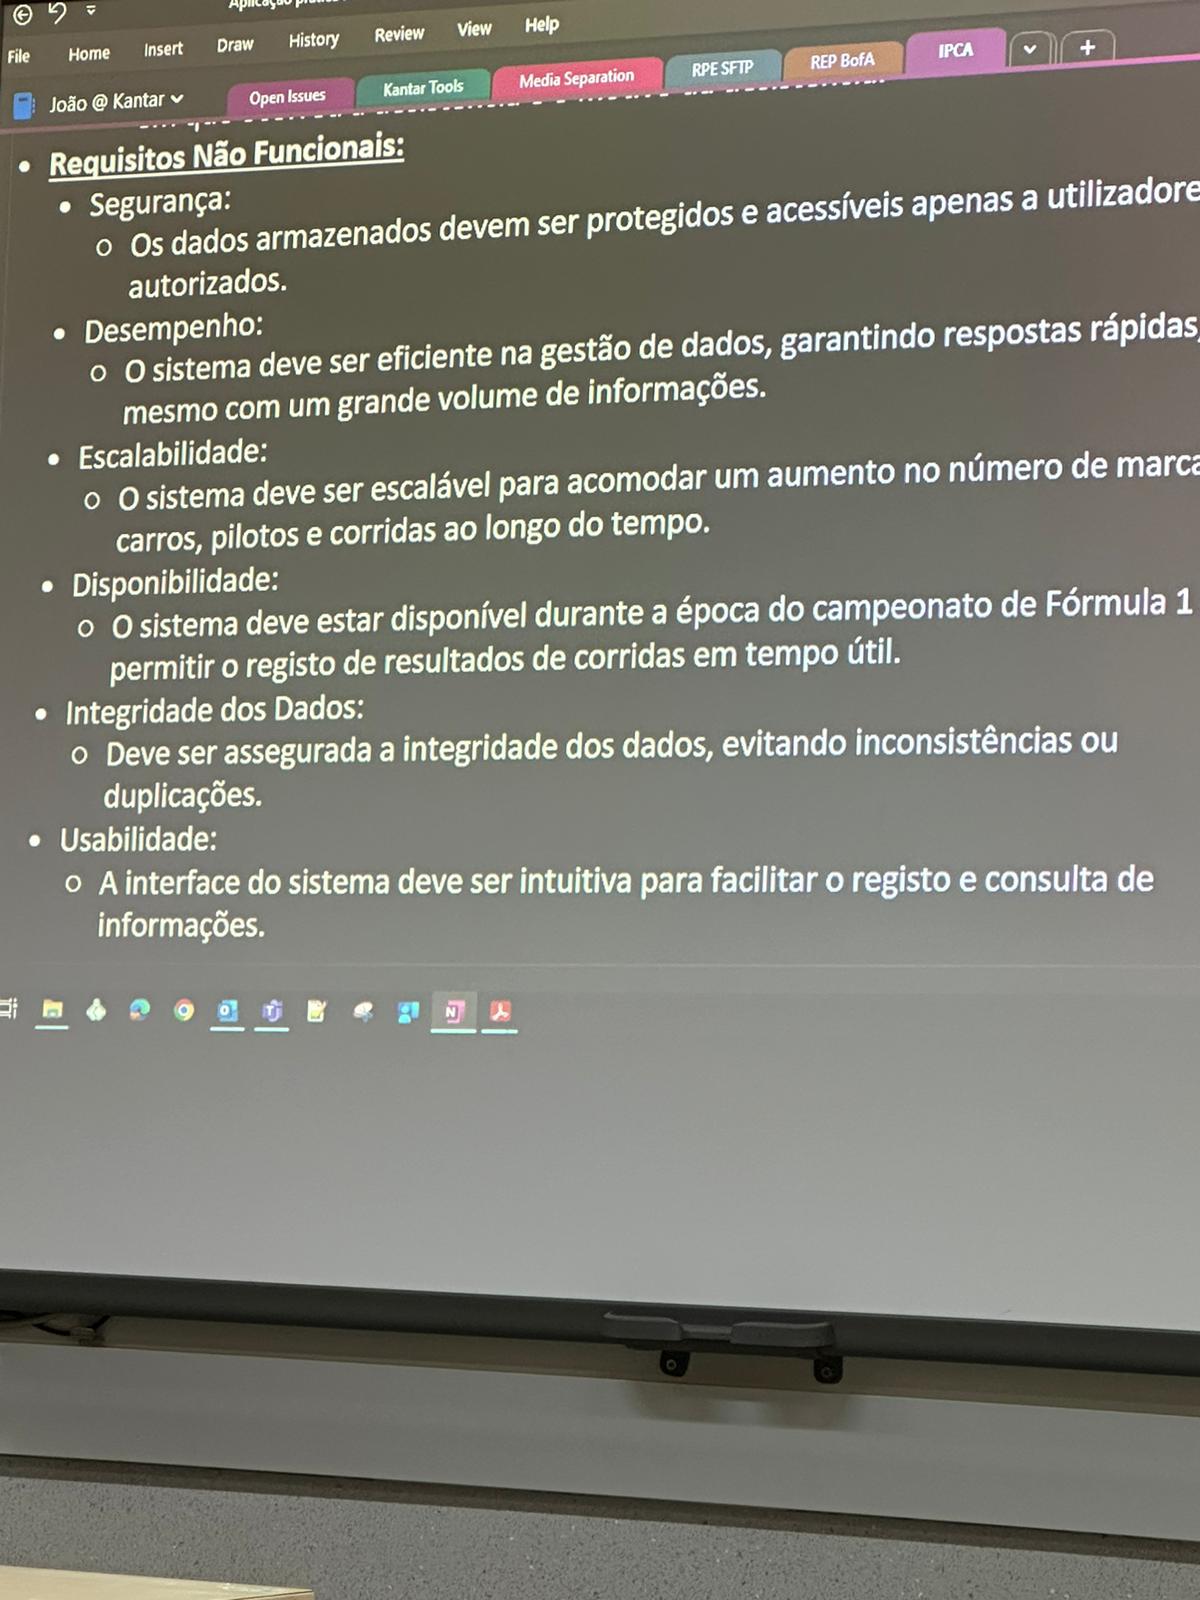 File Home Insert Draw History Review View Help
João @ Kantar Open Issues Kantar Tools Media Separation RPE SFTP REP BofA IPCA +
• Requisitos Não Funcionais:
• Segurança:
o Os dados armazenados devem ser protegidos e acessíveis apenas a
autorizados.
• Desempenho:
o O sistema deve ser eficiente na gestão de dados, garantindo respostas rápidas,
mesmo com um grande volume de informações.
• Escalabilidade:
o O sistema deve ser escalável para acomodar um aumento no número de
carros, pilotos e corridas ao longo do tempo.
• Disponibilidade:
o O sistema deve estar disponível durante a época do campeonato de Fórmula 1
permitir o registo de resultados de corridas em tempo útil.
• Integridade dos Dados:
o Deve ser assegurada a integridade dos dados, evitando inconsistências ou
duplicações.
• Usabilidade:
o A interface do sistema deve ser intuitiva para facilitar o registo e consulta de
informações.